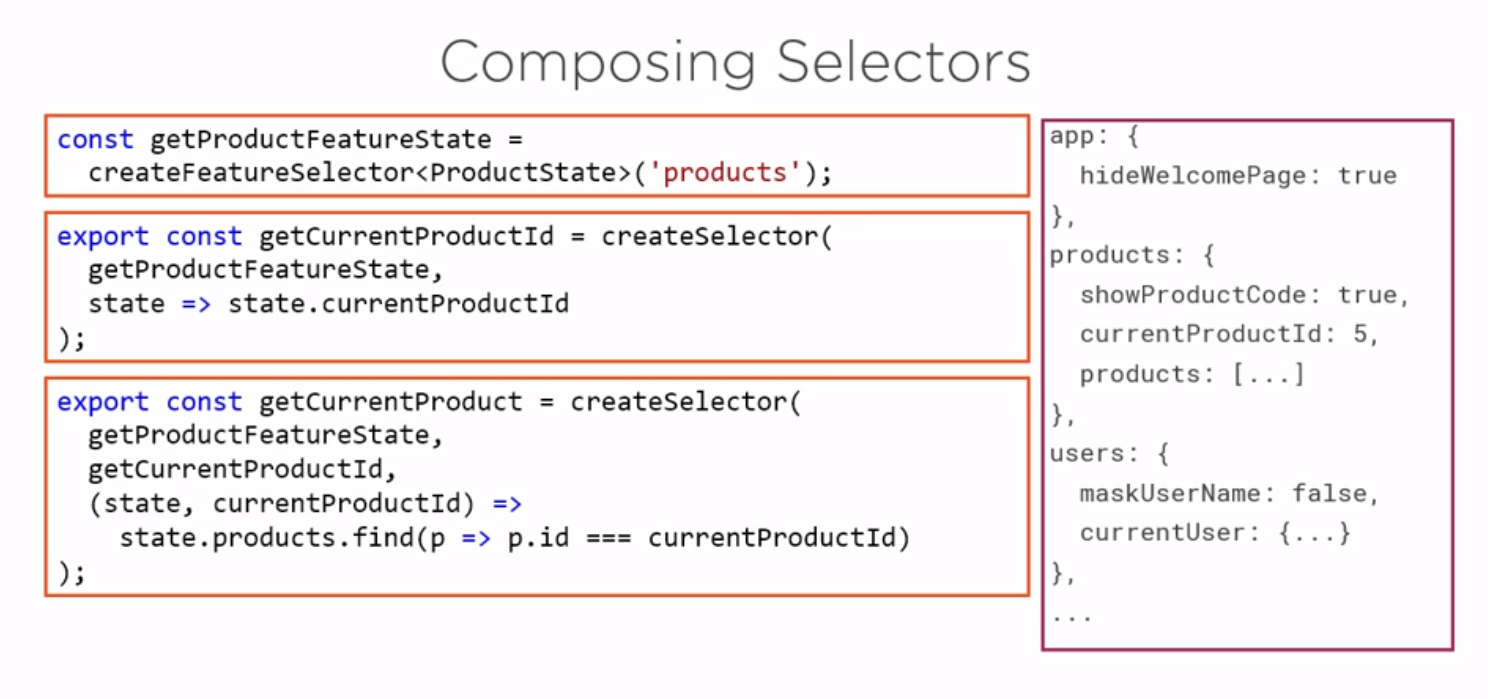 Composing Selectors
const getProductFeatureState =
  createFeatureSelector<ProductState>('products');
export const getCurrentProductId = createSelector(
  getProductFeatureState,
  state => state.currentProductId
);
export const getCurrentProduct = createSelector(
  getProductFeatureState,
  getCurrentProductId,
  (state, currentProductId) =>
    state.products.find(p => p.id === currentProductId)
);
app: {
  hideWelcomePage: true
},
products: {
  showProductCode: true,
  currentProductId: 5,
  products: [...]
},
users: {
  maskUserName: false,
  currentUser: {...}
},
...